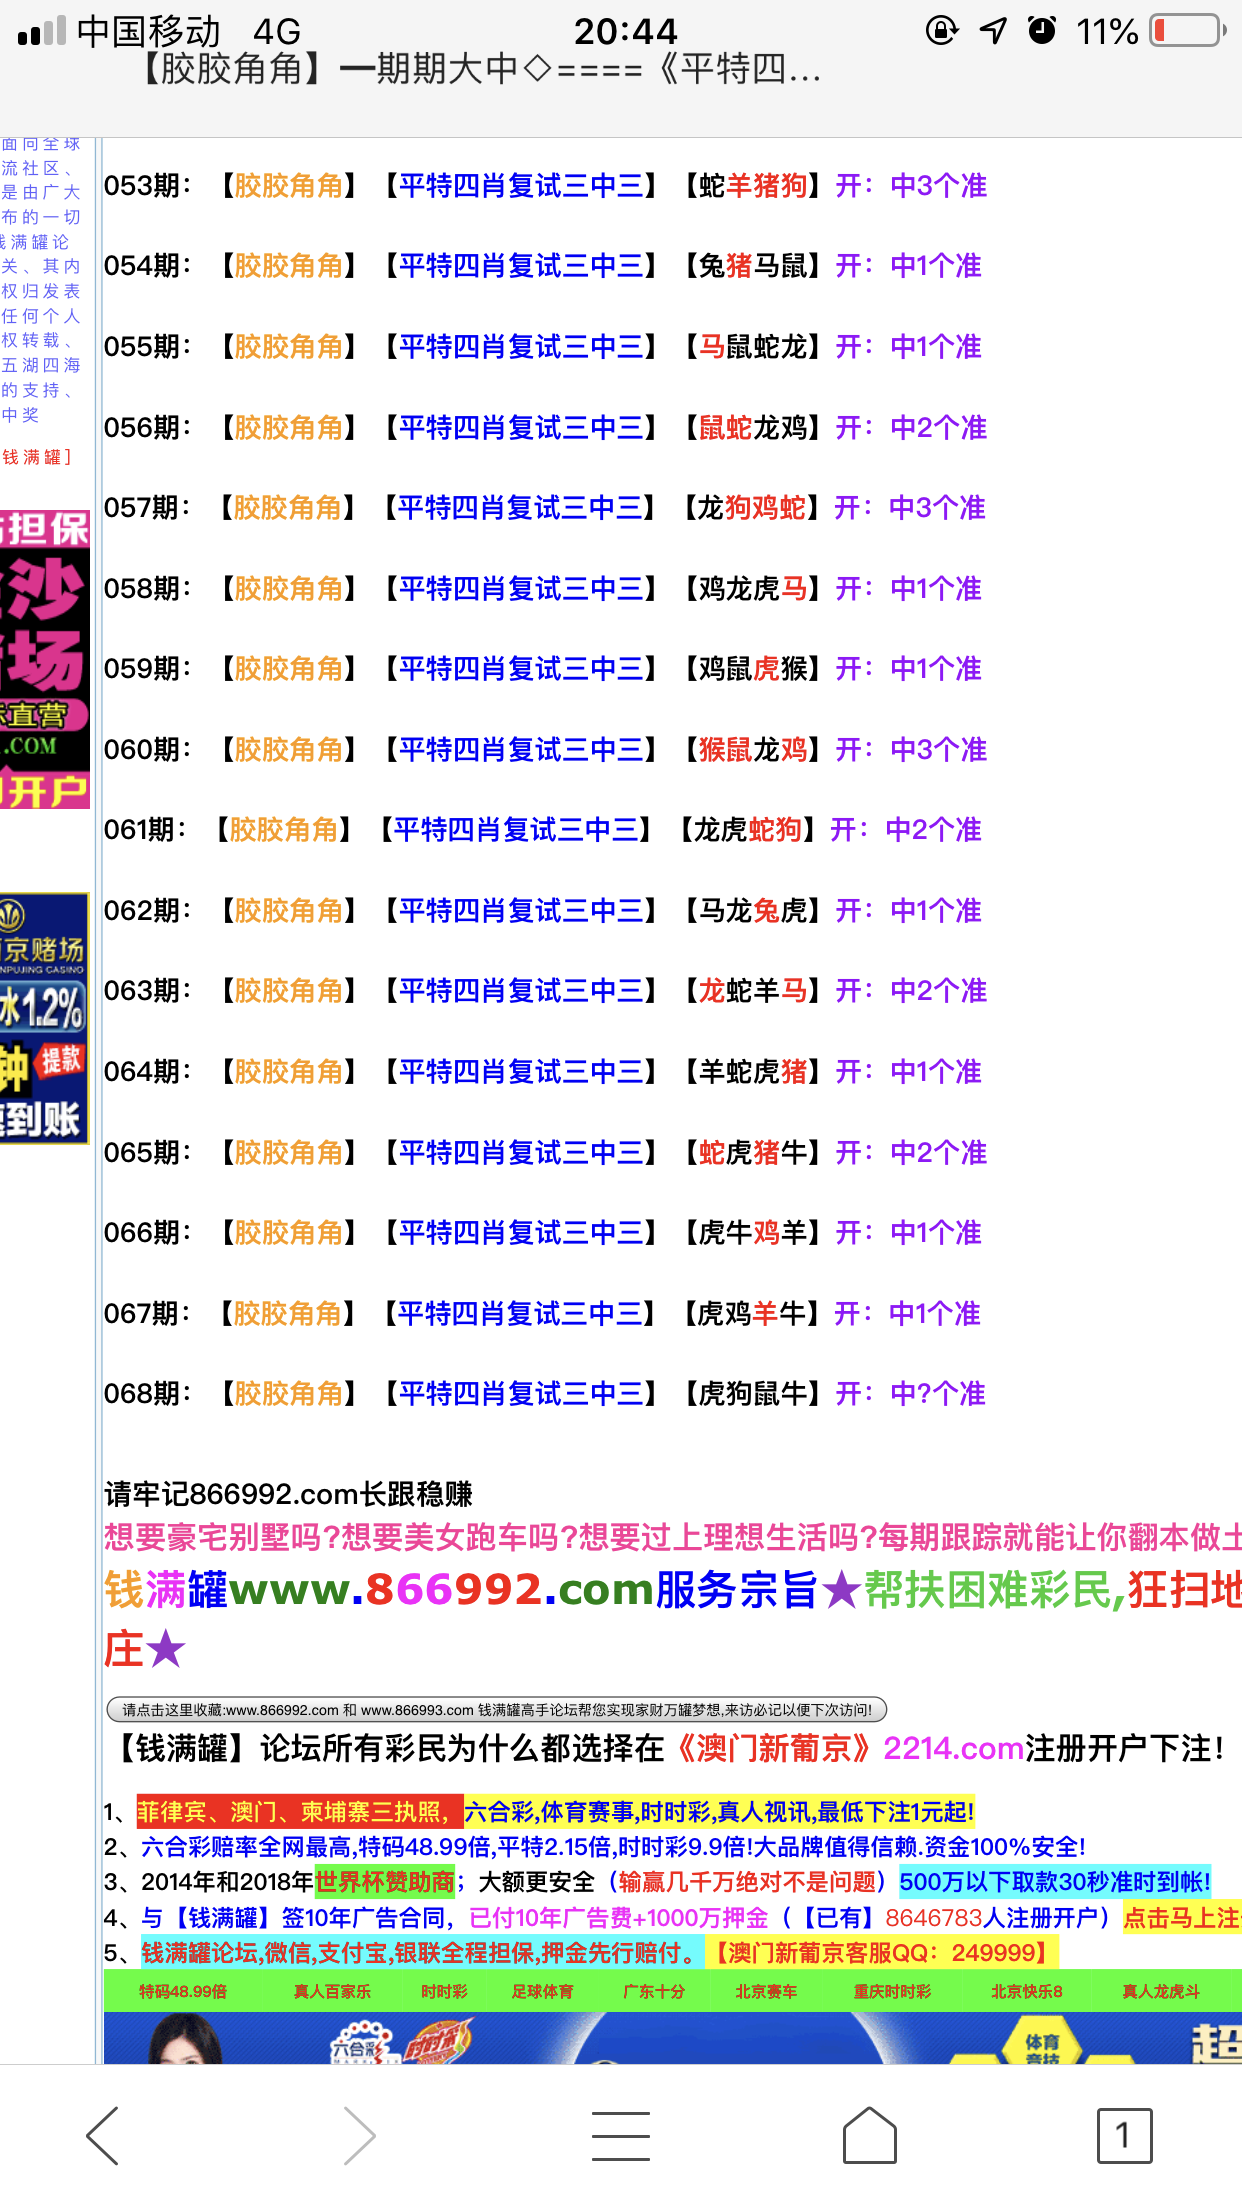 中国移动 4G 20:44 11%
【胶胶角角】━期期大中◇====《平特四...
面向全球
流社区、
是由广大
布的一切
钱满罐论
关、其内
权归发表
任何个人
权转载、
五湖四海
的支持、
中奖
钱满罐]
担保
沙
场
直营
.COM
开户
京赌场
NPUJING CASINO
水1.2%
钟 提款
到账
053期：【胶胶角角】【平特四肖复试三中三】【蛇羊猪狗】开：中3个准
054期：【胶胶角角】【平特四肖复试三中三】【兔猪马鼠】开：中1个准
055期：【胶胶角角】【平特四肖复试三中三】【马鼠蛇龙】开：中1个准
056期：【胶胶角角】【平特四肖复试三中三】【鼠蛇龙鸡】开：中2个准
057期：【胶胶角角】【平特四肖复试三中三】【龙狗鸡蛇】开：中3个准
058期：【胶胶角角】【平特四肖复试三中三】【鸡龙虎马】开：中1个准
059期：【胶胶角角】【平特四肖复试三中三】【鸡鼠虎猴】开：中1个准
060期：【胶胶角角】【平特四肖复试三中三】【猴鼠龙鸡】开：中3个准
061期：【胶胶角角】【平特四肖复试三中三】【龙虎蛇狗】开：中2个准
062期：【胶胶角角】【平特四肖复试三中三】【马龙兔虎】开：中1个准
063期：【胶胶角角】【平特四肖复试三中三】【龙蛇羊马】开：中2个准
064期：【胶胶角角】【平特四肖复试三中三】【羊蛇虎猪】开：中1个准
065期：【胶胶角角】【平特四肖复试三中三】【蛇虎猪牛】开：中2个准
066期：【胶胶角角】【平特四肖复试三中三】【虎牛鸡羊】开：中1个准
067期：【胶胶角角】【平特四肖复试三中三】【虎鸡羊牛】开：中1个准
068期：【胶胶角角】【平特四肖复试三中三】【虎狗鼠牛】开：中?个准
请牢记866992.com长跟稳赚
想要豪宅别墅吗?想要美女跑车吗?想要过上理想生活吗?每期跟踪就能让你翻本做土
钱满罐www.866992.com服务宗旨★帮扶困难彩民,狂扫地
庄★
请点击这里收藏:www.866992.com 和 www.866993.com 钱满罐高手论坛帮您实现家财万罐梦想,来访必记以便下次访问!
【钱满罐】论坛所有彩民为什么都选择在《澳门新葡京》2214.com注册开户下注！
1、菲律宾、澳门、柬埔寨三执照，六合彩,体育赛事,时时彩,真人视讯,最低下注1元起!
2、六合彩赔率全网最高,特码48.99倍,平特2.15倍,时时彩9.9倍!大品牌值得信赖.资金100%安全!
3、2014年和2018年世界杯赞助商；大额更安全（输赢几千万绝对不是问题）500万以下取款30秒准时到帐!
4、与【钱满罐】签10年广告合同，已付10年广告费+1000万押金（【已有】8646783人注册开户）点击马上注
5、钱满罐论坛,微信,支付宝,银联全程担保,押金先行赔付。【澳门新葡京客服QQ：249999】
特码48.99倍 真人百家乐 时时彩 足球体育 广东十分 北京赛车 重庆时时彩 北京快乐8 真人龙虎斗
六合彩 时时彩 体育 竞技 超
1